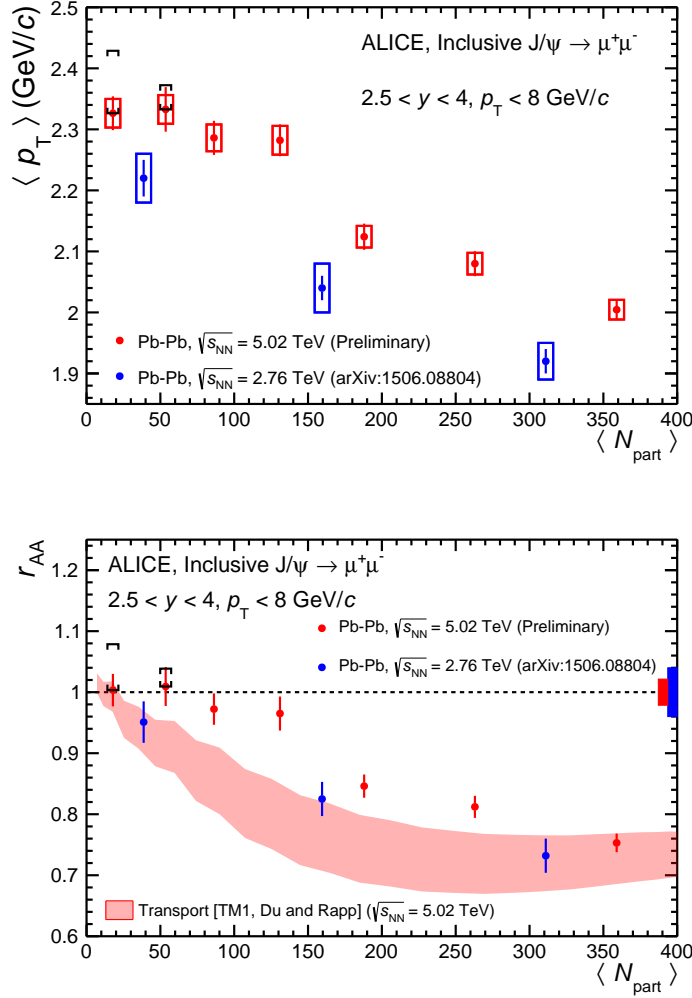 ⟨ p_T ⟩ (GeV/c)
2.5
2.4
2.3
2.2
2.1
2
1.9
ALICE, Inclusive J/ψ → μ⁺μ⁻
2.5 < y < 4, p_T < 8 GeV/c
Pb-Pb, √s_NN = 5.02 TeV (Preliminary)
Pb-Pb, √s_NN = 2.76 TeV (arXiv:1506.08804)
0 50 100 150 200 250 300 350 400
⟨ N_part ⟩
r_AA
1.2
1.1
1
0.9
0.8
0.7
0.6
ALICE, Inclusive J/ψ → μ⁺μ⁻
2.5 < y < 4, p_T < 8 GeV/c
Pb-Pb, √s_NN = 5.02 TeV (Preliminary)
Pb-Pb, √s_NN = 2.76 TeV (arXiv:1506.08804)
Transport [TM1, Du and Rapp] (√s_NN = 5.02 TeV)
0 50 100 150 200 250 300 350 400
⟨ N_part ⟩